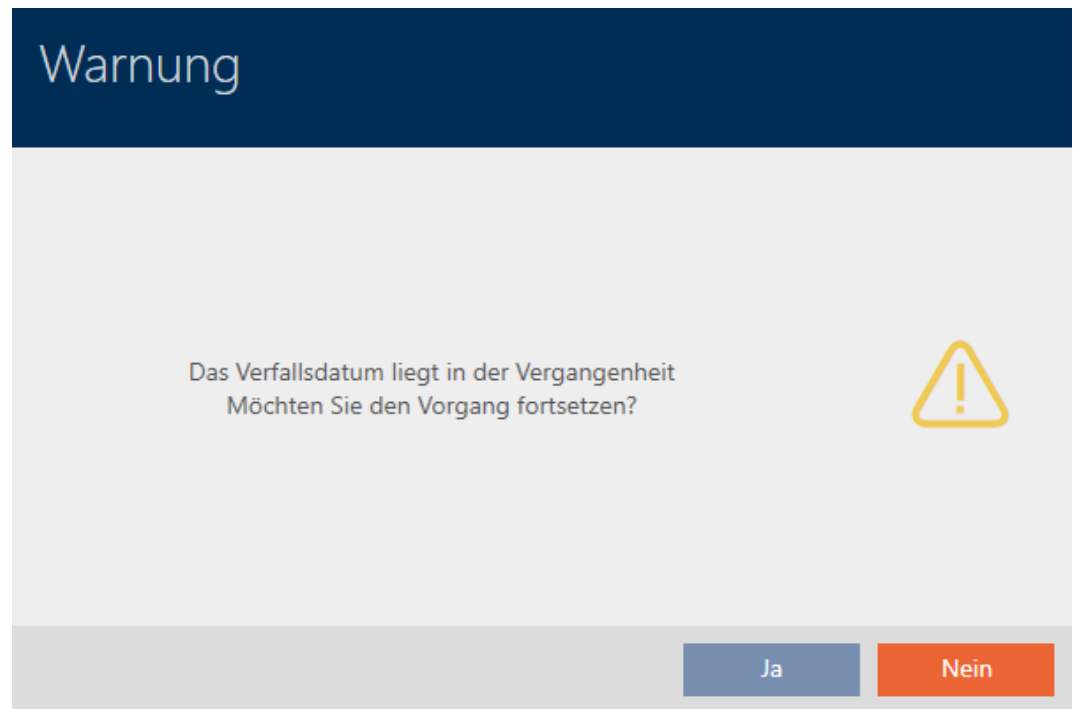 Warnung
Das Verfallsdatum liegt in der Vergangenheit
Möchten Sie den Vorgang fortsetzen?
Ja
Nein